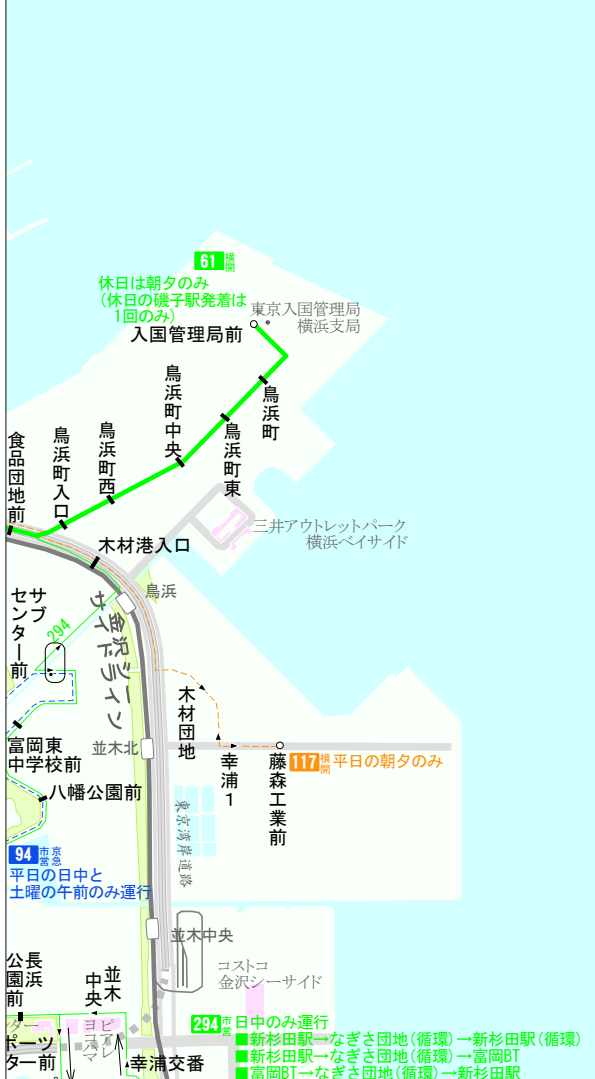 61 横開
休日は朝夕のみ
(休日の磯子駅発着は
1回のみ)
東京入国管理局
横浜支局
入国管理局前
鳥浜町
鳥浜町中央
鳥浜町東
鳥浜町西
鳥浜町入口
食品団地前
三井アウトレットパーク
横浜ベイサイド
木材港入口
鳥浜
サブ
センター前
294
金沢シー
サイドライン
木材団地
富岡東
中学校前
並木北
幸浦1
藤森工業前
117 横開 平日の朝夕のみ
八幡公園前
東京湾岸道路
94 市営 京急
平日の日中と
土曜の午前のみ運行
並木中央
コストコ
金沢シーサイド
長浜
公園前
並木
中央
ピアレ
ヨコハマ
ター
ポーツ
ター前
幸浦交番
294 市営 日中のみ運行
■新杉田駅→なぎさ団地(循環)→新杉田駅(循環)
■新杉田駅→なぎさ団地(循環)→富岡BT
■富岡BT→なぎさ団地(循環)→新杉田駅